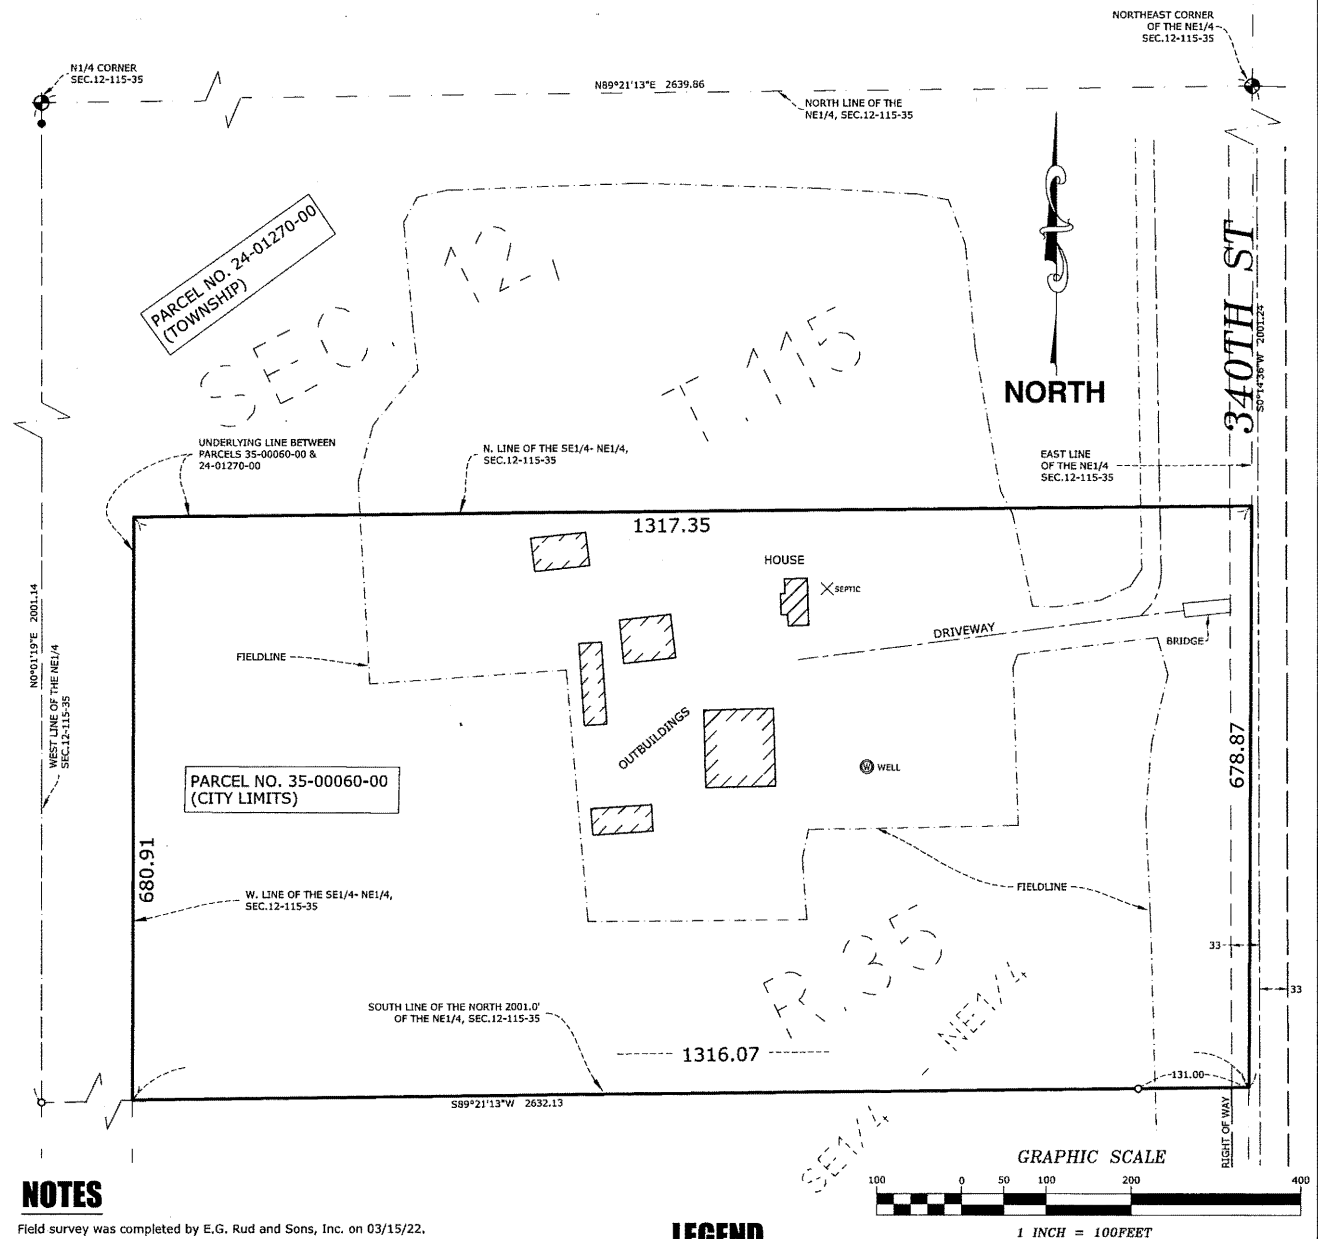 NORTHEAST CORNER
OF THE NE1/4
SEC.12-115-35
N1/4 CORNER
SEC.12-115-35
N89°21'13"E 2639.86
NORTH LINE OF THE
NE1/4, SEC.12-115-35
PARCEL NO. 24-01270-00
(TOWNSHIP)
SEC. 12,
T.115
340TH ST
S0°14'36"W 2001.24
NORTH
UNDERLYING LINE BETWEEN
PARCELS 35-00060-00 &
24-01270-00
N. LINE OF THE SE1/4- NE1/4,
SEC.12-115-35
EAST LINE
OF THE NE1/4
SEC.12-115-35
1317.35
HOUSE
SEPTIC
DRIVEWAY
BRIDGE
FIELDLINE
N0°01'19"E 2001.14
WEST LINE OF THE NE1/4
SEC.12-115-35
OUTBUILDINGS
WELL
W
678.87
PARCEL NO. 35-00060-00
(CITY LIMITS)
680.91
W. LINE OF THE SE1/4- NE1/4,
SEC.12-115-35
FIELDLINE
R.35
33
33
SOUTH LINE OF THE NORTH 2001.0'
OF THE NE1/4, SEC.12-115-35
1316.07
SE1/4 - NE1/4
131.00
S89°21'13"W 2632.13
RIGHT OF WAY
GRAPHIC SCALE
100 0 50 100 200 400
1 INCH = 100FEET
NOTES
Field survey was completed by E.G. Rud and Sons, Inc. on 03/15/22.
LEGEND